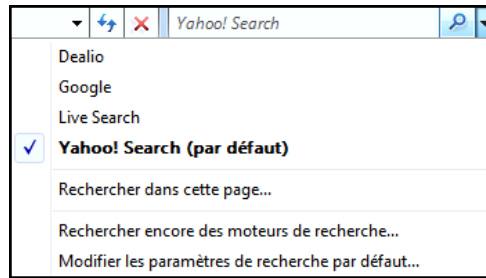 Yahoo! Search
Dealio
Google
Live Search
Yahoo! Search (par défaut)
Rechercher dans cette page...
Rechercher encore des moteurs de recherche...
Modifier les paramètres de recherche par défaut...